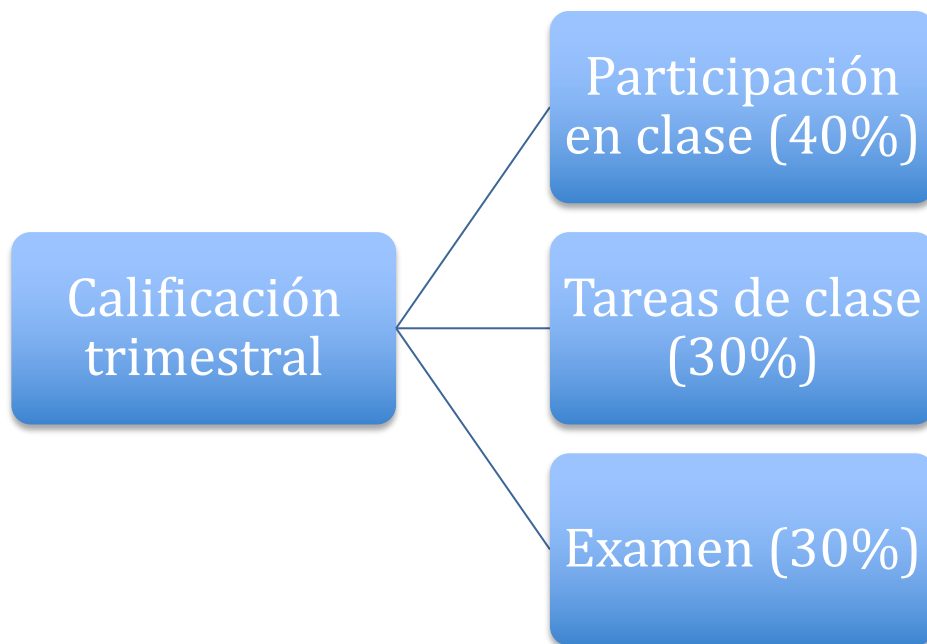 Participación
en clase (40%)
Calificación
trimestral
Tareas de clase
(30%)
Examen (30%)